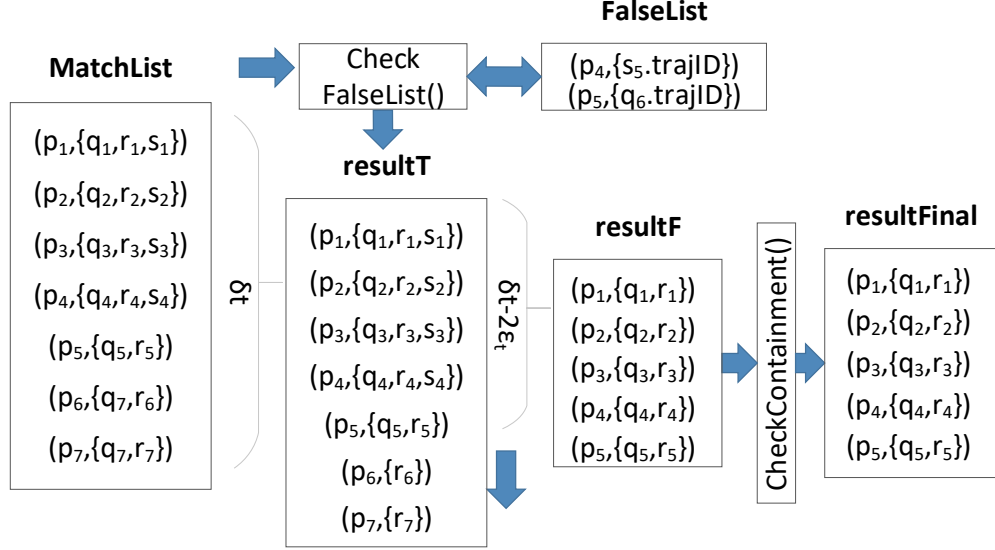 MatchList
(p₁,{q₁,r₁,s₁})
(p₂,{q₂,r₂,s₂})
(p₃,{q₃,r₃,s₃})
(p₄,{q₄,r₄,s₄})
(p₅,{q₅,r₅})
(p₆,{q₇,r₆})
(p₇,{q₇,r₇})
δt
Check
FalseList()
FalseList
(p₄,{s₅.trajID})
(p₅,{q₆.trajID})
resultT
(p₁,{q₁,r₁,s₁})
(p₂,{q₂,r₂,s₂})
(p₃,{q₃,r₃,s₃})
(p₄,{q₄,r₄,s₄})
(p₅,{q₅,r₅})
(p₆,{r₆})
(p₇,{r₇})
δt-2εₜ
resultF
(p₁,{q₁,r₁})
(p₂,{q₂,r₂})
(p₃,{q₃,r₃})
(p₄,{q₄,r₄})
(p₅,{q₅,r₅})
CheckContainment()
resultFinal
(p₁,{q₁,r₁})
(p₂,{q₂,r₂})
(p₃,{q₃,r₃})
(p₄,{q₄,r₄})
(p₅,{q₅,r₅})